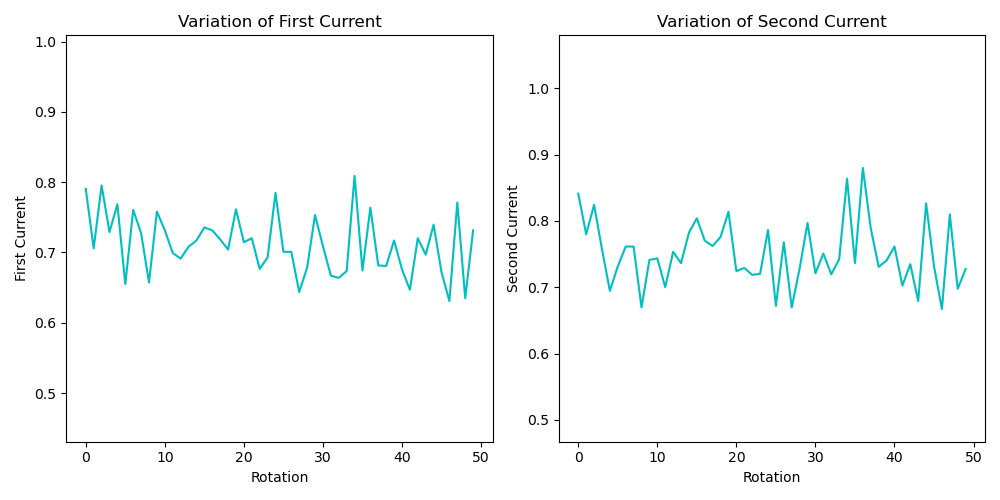 Variation of First Current
1.0
0.9
0.8
0.7
0.6
0.5
First Current
0 10 20 30 40 50
Rotation
Variation of Second Current
1.0
0.9
0.8
0.7
0.6
0.5
Second Current
0 10 20 30 40 50
Rotation